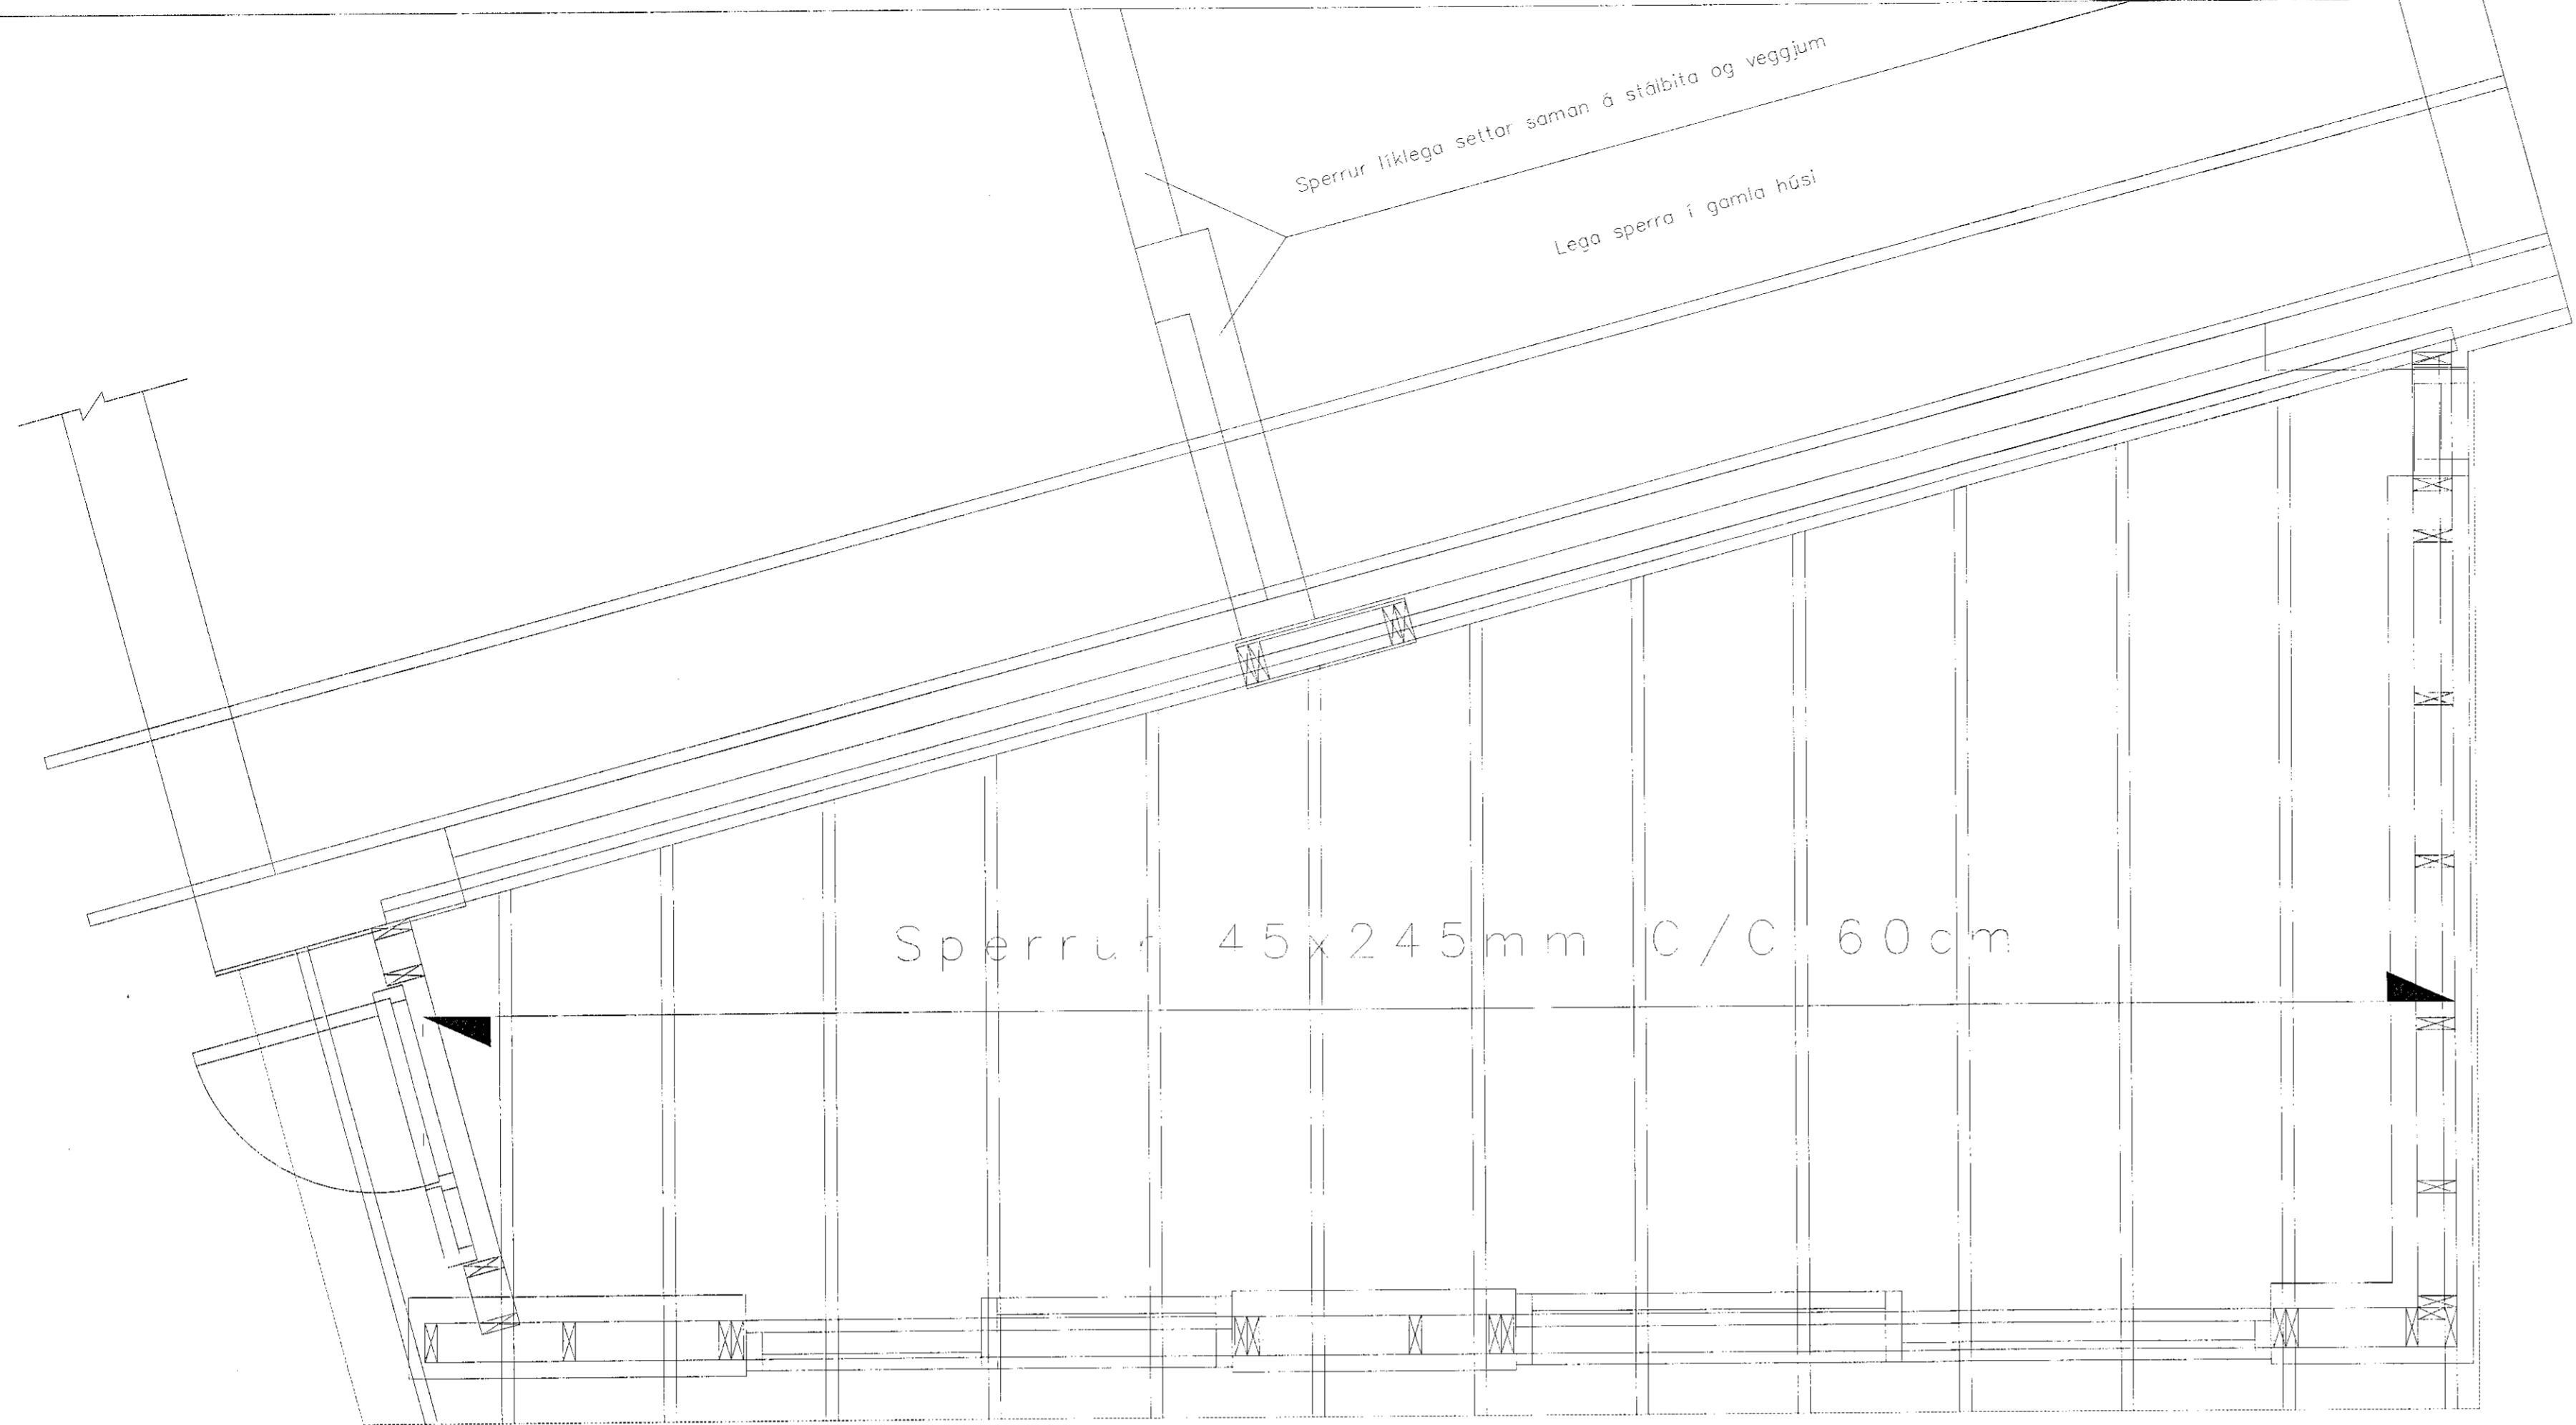 Sperrur líklega settar saman á stálbita og veggjum
Lega sperra í gamla húsi
Sperrur 45x245mm C/C 60cm